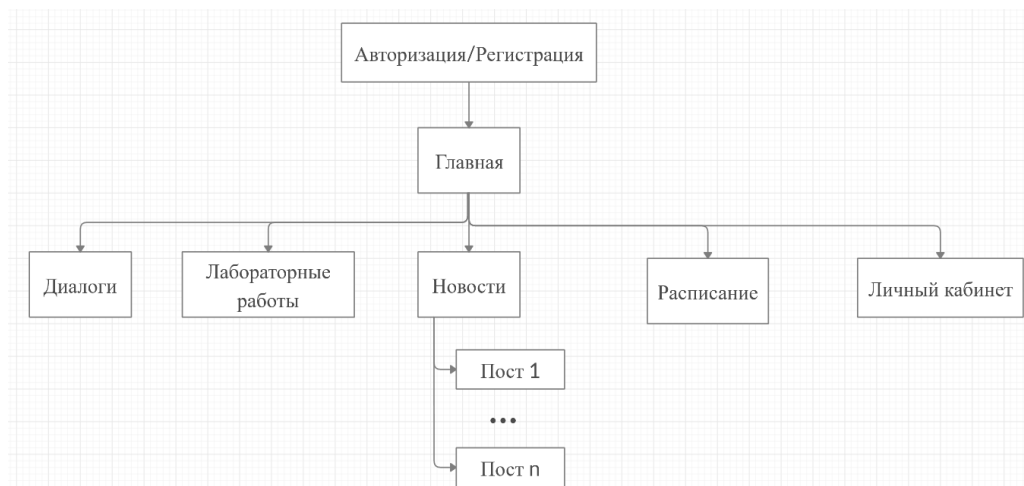 Авторизация/Регистрация
Главная
Диалоги
Лабораторные
работы
Новости
Расписание
Личный кабинет
Пост 1
...
Пост n